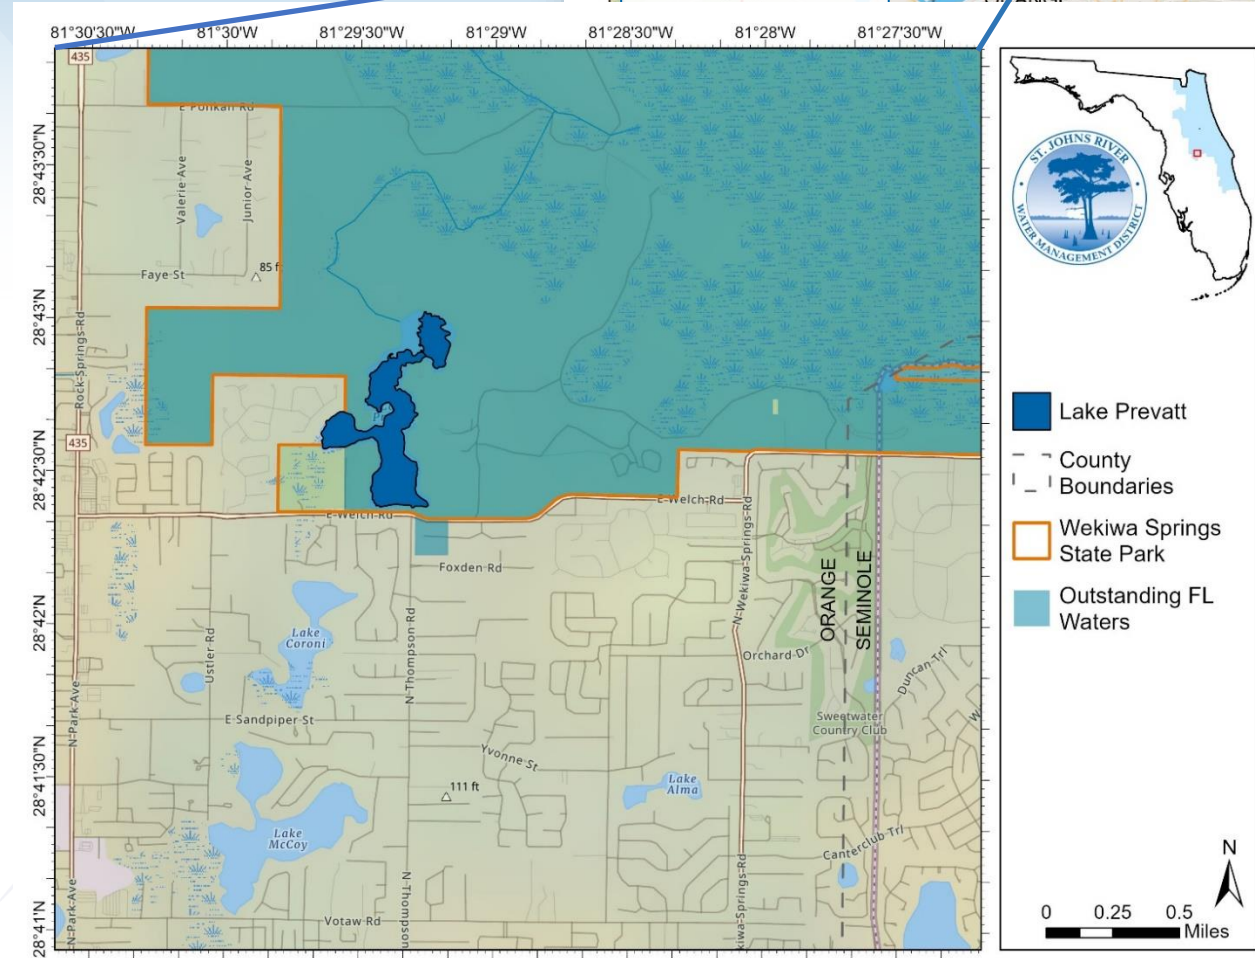 ORANGE
81°30'30"W
81°30'W
81°29'30"W
81°29'W
81°28'30"W
81°28'W
81°27'30"W
435
E Ponkan Rd
28°43'30"N
Valerie Ave
Junior Ave
Faye St
85 f
28°43'N
Rock-Springs-Rd
435
28°42'30"N
E-Welch-Rd
E-Welch-Rd
Foxden Rd
N-Wekiwa-Springs-Rd
ORANGE
SEMINOLE
28°42'N
Lake
Coroni
Ustler-Rd
N-Thompson-Rd
Orchard-Dr
Duncan-Trl
W
N-Park-Ave
E Sandpiper St
Sweetwater
Country Club
28°41'30"N
Yvonne St
111 ft
Lake
Alma
Lake
McCoy
Canterclub Trl
28°41'N
N-Park-Ave
Votaw Rd
N-Thompson
kiwa-Springs-Rd
ST. JOHNS RIVER
WATER MANAGEMENT DISTRICT
Lake Prevatt
County
Boundaries
Wekiwa Springs
State Park
Outstanding FL
Waters
N
0 0.25 0.5
Miles